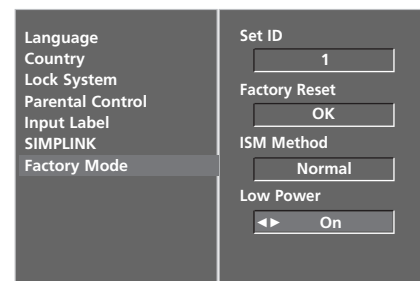 Language
Country
Lock System
Parental Control
Input Label
SIMPLINK
Factory Mode
Set ID
1
Factory Reset
OK
ISM Method
Normal
Low Power
◄► On